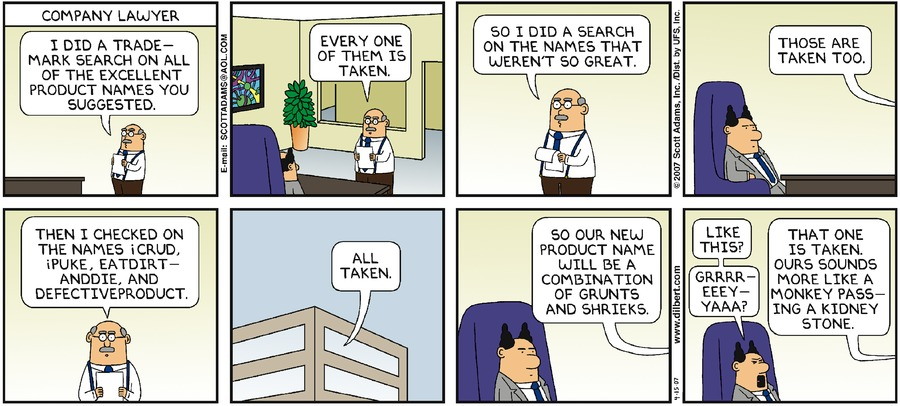 COMPANY LAWYER
I DID A TRADE-
MARK SEARCH ON ALL
OF THE EXCELLENT
PRODUCT NAMES YOU
SUGGESTED.
E-mail: SCOTTADAMS@AOL.COM
EVERY ONE
OF THEM IS
TAKEN.
SO I DID A SEARCH
ON THE NAMES THAT
WEREN'T SO GREAT.
© 2007 Scott Adams, Inc./Dist. by UFS, Inc.
THOSE ARE
TAKEN TOO.
THEN I CHECKED ON
THE NAMES iCRUD,
iPUKE, EATDIRT-
ANDDIE, AND
DEFECTIVEPRODUCT.
ALL
TAKEN.
SO OUR NEW
PRODUCT NAME
WILL BE A
COMBINATION
OF GRUNTS
AND SHRIEKS.
www.dilbert.com
4-15-07
LIKE
THIS?
GRRRR-
EEEY-
YAAA?
THAT ONE
IS TAKEN.
OURS SOUNDS
MORE LIKE A
MONKEY PASS-
ING A KIDNEY
STONE.